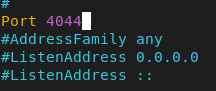 #
Port 4044
#AddressFamily any
#ListenAddress 0.0.0.0
#ListenAddress ::